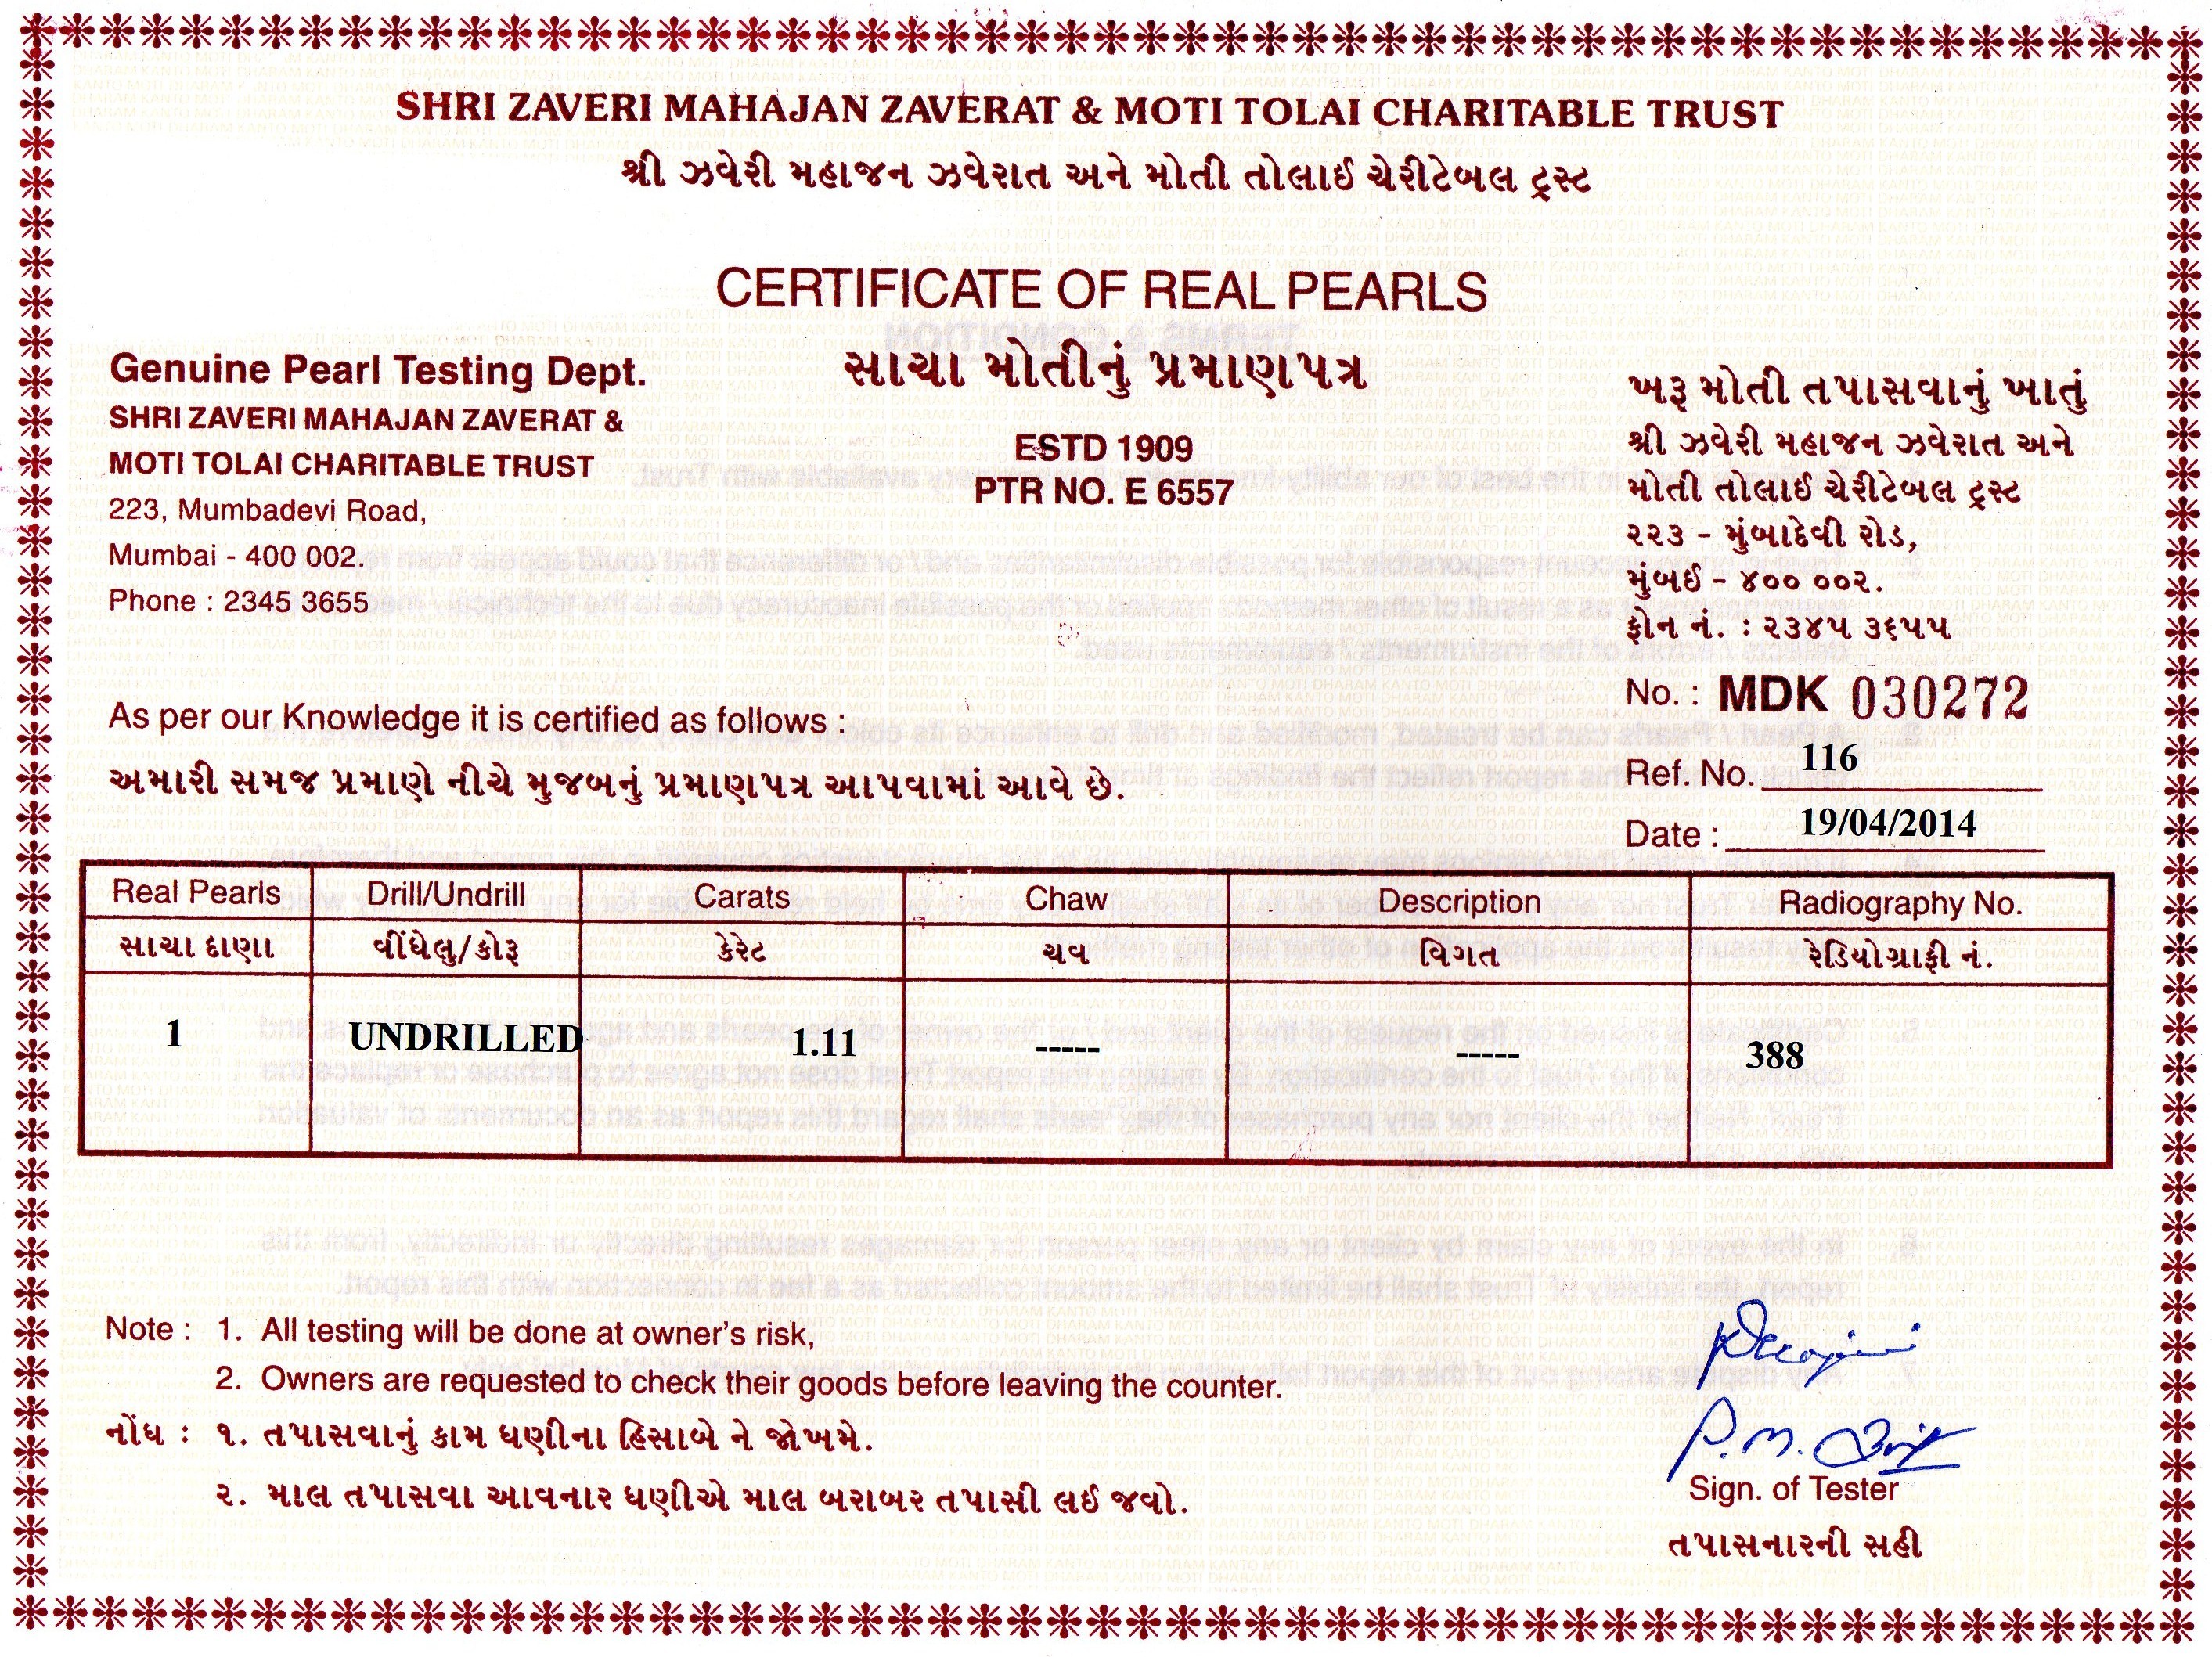 SHRI ZAVERI MAHAJAN ZAVERAT & MOTI TOLAI CHARITABLE TRUST
શ્રી ઝવેરી મહાજન ઝવેરાત અને મોતી તોલાઈ ચેરીટેબલ ટ્રસ્ટ
CERTIFICATE OF REAL PEARLS
સાચા મોતીનું પ્રમાણપત્ર
ESTD 1909
PTR NO. E 6557
Genuine Pearl Testing Dept.
SHRI ZAVERI MAHAJAN ZAVERAT &
MOTI TOLAI CHARITABLE TRUST
223, Mumbadevi Road,
Mumbai - 400 002.
Phone : 2345 3655
ખરૂ મોતી તપાસવાનું ખાતું
શ્રી ઝવેરી મહાજન ઝવેરાત અને
મોતી તોલાઈ ચેરીટેબલ ટ્રસ્ટ
૨૨૩ - મુંબાદેવી રોડ,
મુંબઈ - ૪૦૦ ૦૦૨.
ફોન નં. : ૨૩૪૫ ૩૬૫૫
No. : MDK 030272
Ref. No. 116
Date : 19/04/2014
As per our Knowledge it is certified as follows :
અમારી સમજ પ્રમાણે નીચે મુજબનું પ્રમાણપત્ર આપવામાં આવે છે.
Real Pearls Drill/Undrill Carats Chaw Description Radiography No.
સાચા દાણા વીંધેલુ/કોરૂ કેરેટ ચવ વિગત રેડિયોગ્રાફી નં.
1 UNDRILLED 1.11 ----- ----- 388
Note : 1. All testing will be done at owner's risk,
2. Owners are requested to check their goods before leaving the counter.
નોંધ : ૧. તપાસવાનું કામ ધણીના હિસાબે ને જોખમે.
૨. માલ તપાસવા આવનાર ધણીએ માલ બરાબર તપાસી લઈ જવો.
P.M.
Sign. of Tester
તપાસનારની સહી